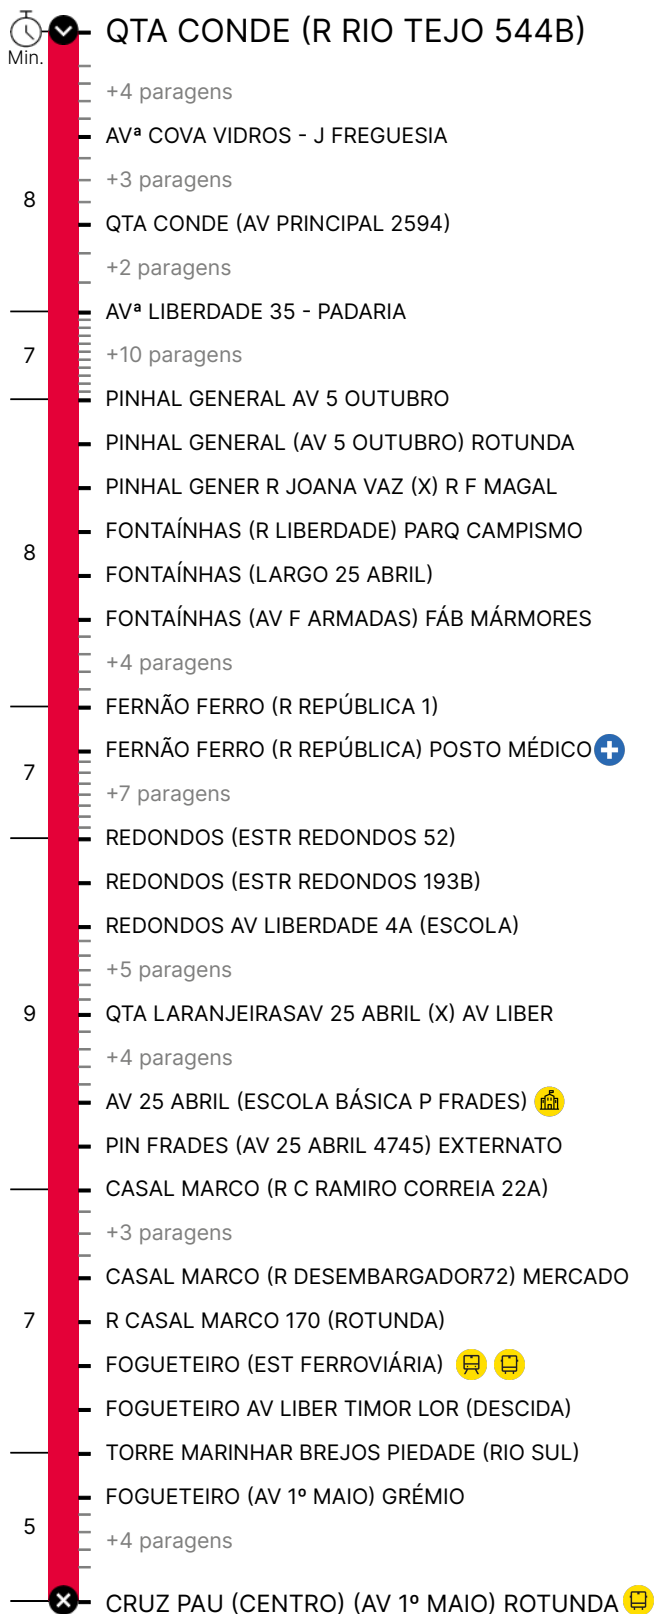 QTA CONDE (R RIO TEJO 544B)
Min.
+4 paragens
AVª COVA VIDROS - J FREGUESIA
+3 paragens
8
QTA CONDE (AV PRINCIPAL 2594)
+2 paragens
AVª LIBERDADE 35 - PADARIA
7
+10 paragens
PINHAL GENERAL AV 5 OUTUBRO
PINHAL GENERAL (AV 5 OUTUBRO) ROTUNDA
PINHAL GENER R JOANA VAZ (X) R F MAGAL
FONTAÍNHAS (R LIBERDADE) PARQ CAMPISMO
8
FONTAÍNHAS (LARGO 25 ABRIL)
FONTAÍNHAS (AV F ARMADAS) FÁB MÁRMORES
+4 paragens
FERNÃO FERRO (R REPÚBLICA 1)
FERNÃO FERRO (R REPÚBLICA) POSTO MÉDICO
7
+7 paragens
REDONDOS (ESTR REDONDOS 52)
REDONDOS (ESTR REDONDOS 193B)
REDONDOS AV LIBERDADE 4A (ESCOLA)
+5 paragens
9
QTA LARANJEIRASAV 25 ABRIL (X) AV LIBER
+4 paragens
AV 25 ABRIL (ESCOLA BÁSICA P FRADES)
PIN FRADES (AV 25 ABRIL 4745) EXTERNATO
CASAL MARCO (R C RAMIRO CORREIA 22A)
+3 paragens
CASAL MARCO (R DESEMBARGADOR72) MERCADO
7
R CASAL MARCO 170 (ROTUNDA)
FOGUETEIRO (EST FERROVIÁRIA)
FOGUETEIRO AV LIBER TIMOR LOR (DESCIDA)
TORRE MARINHAR BREJOS PIEDADE (RIO SUL)
FOGUETEIRO (AV 1º MAIO) GRÉMIO
5
+4 paragens
CRUZ PAU (CENTRO) (AV 1º MAIO) ROTUNDA